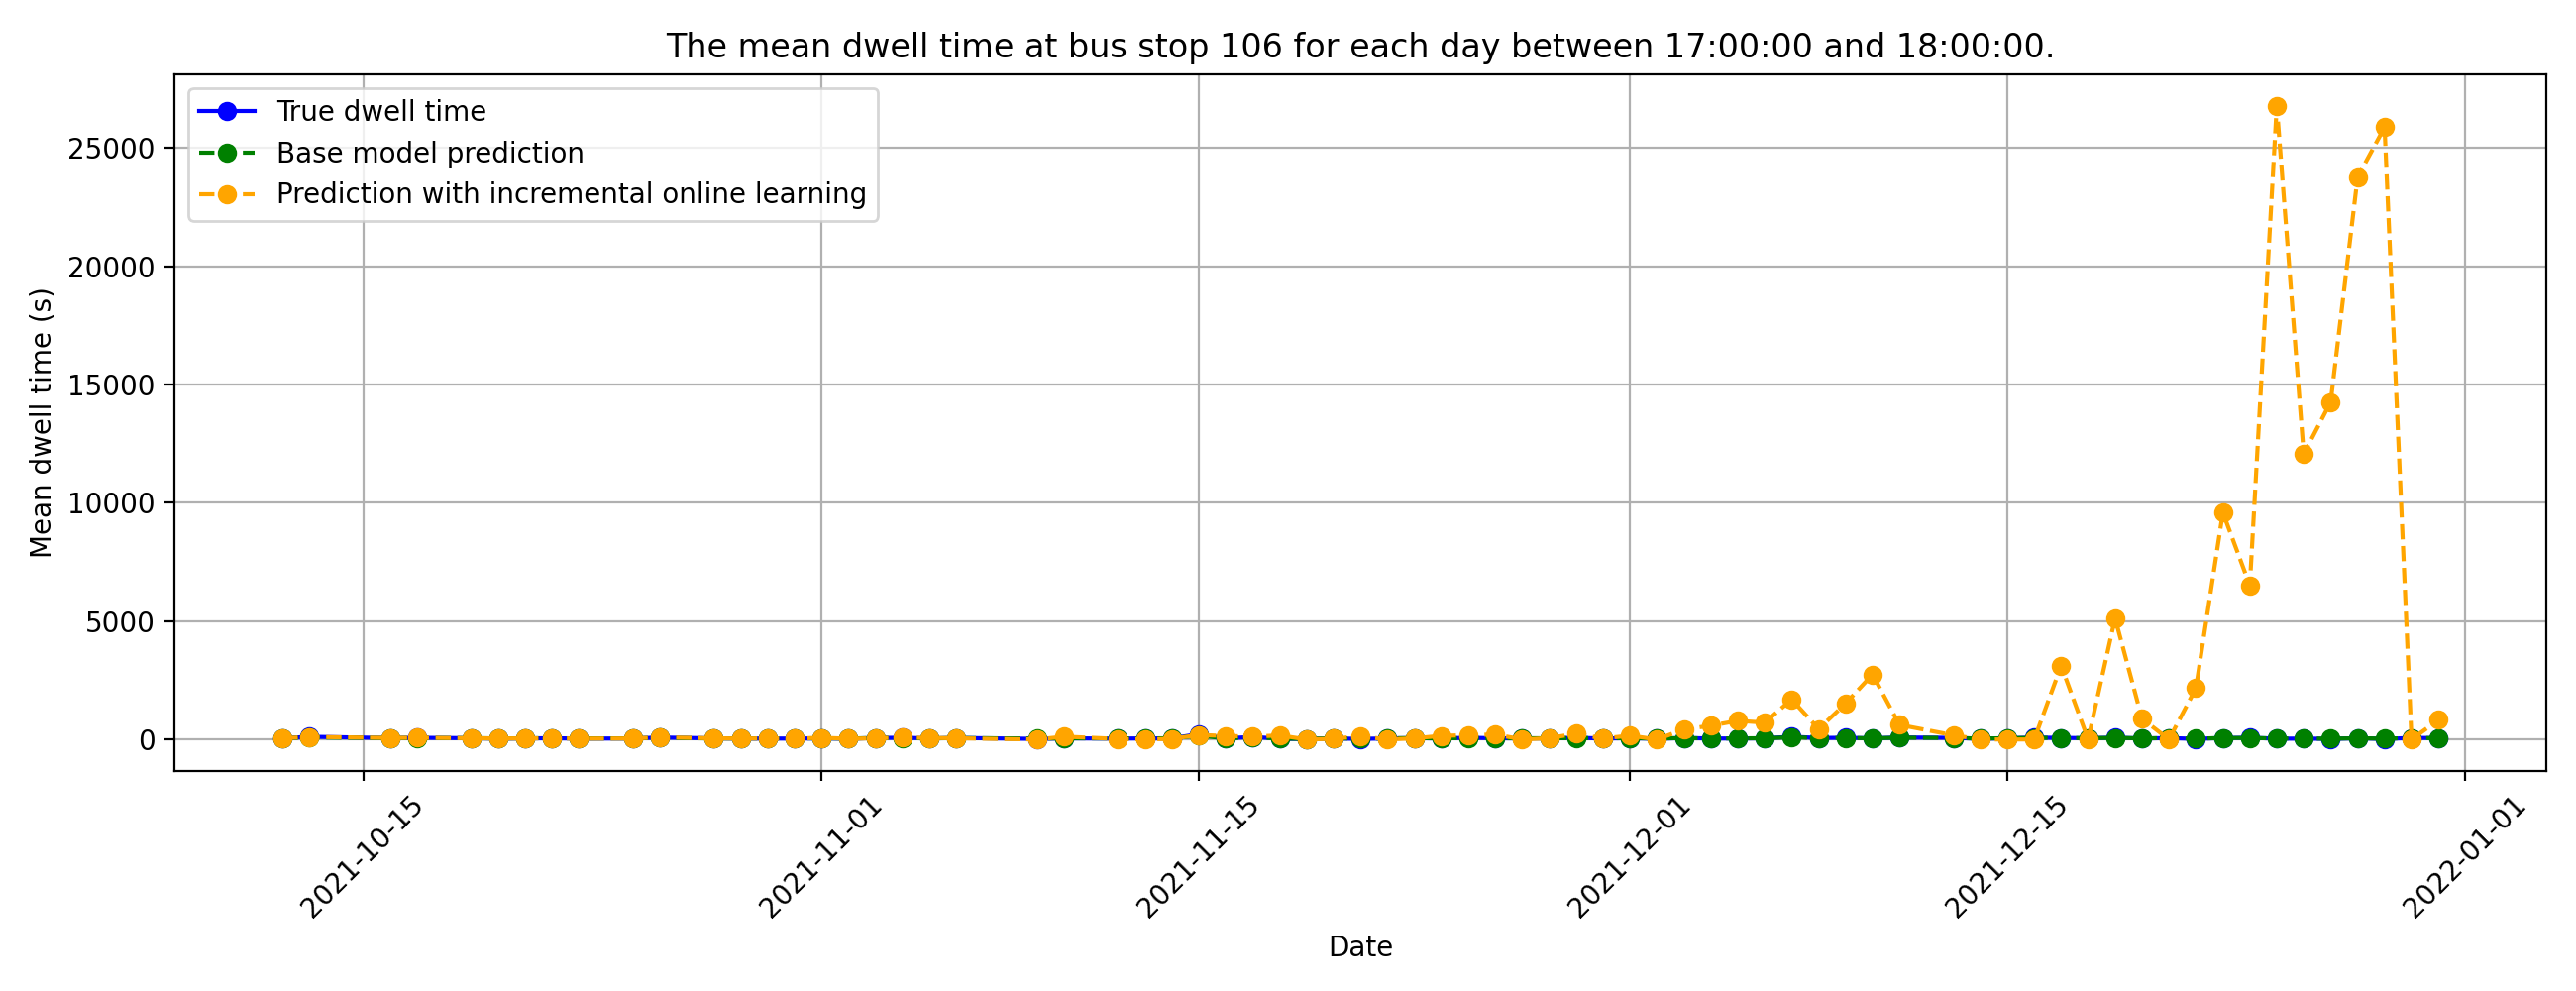 The mean dwell time at bus stop 106 for each day between 17:00:00 and 18:00:00.
True dwell time
Base model prediction
Prediction with incremental online learning
Mean dwell time (s)
25000
20000
15000
10000
5000
0
2021-10-15
2021-11-01
2021-11-15
2021-12-01
2021-12-15
2022-01-01
Date